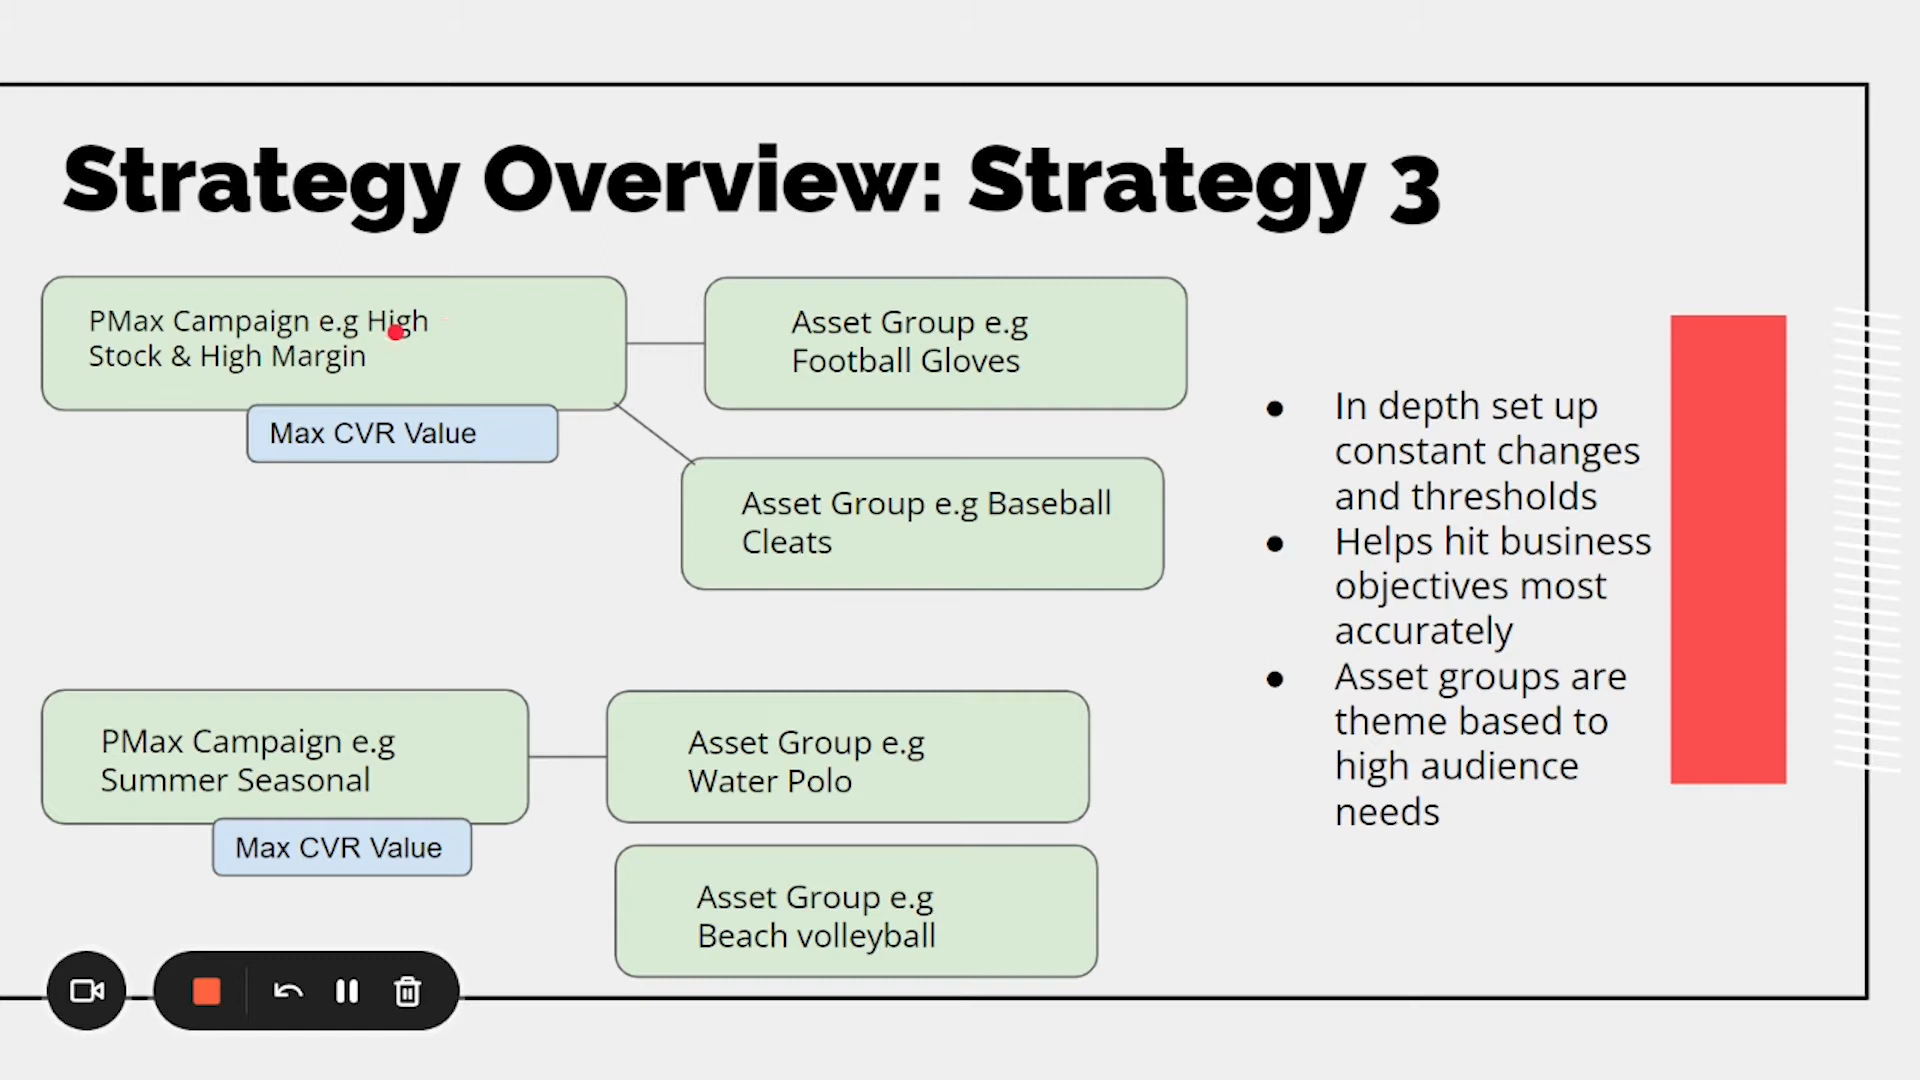 Strategy Overview: Strategy 3
PMax Campaign e.g High
Stock & High Margin
Max CVR Value
Asset Group e.g
Football Gloves
Asset Group e.g Baseball
Cleats
PMax Campaign e.g
Summer Seasonal
Max CVR Value
Asset Group e.g
Water Polo
Asset Group e.g
Beach volleyball
● In depth set up
constant changes
and thresholds
● Helps hit business
objectives most
accurately
● Asset groups are
theme based to
high audience
needs